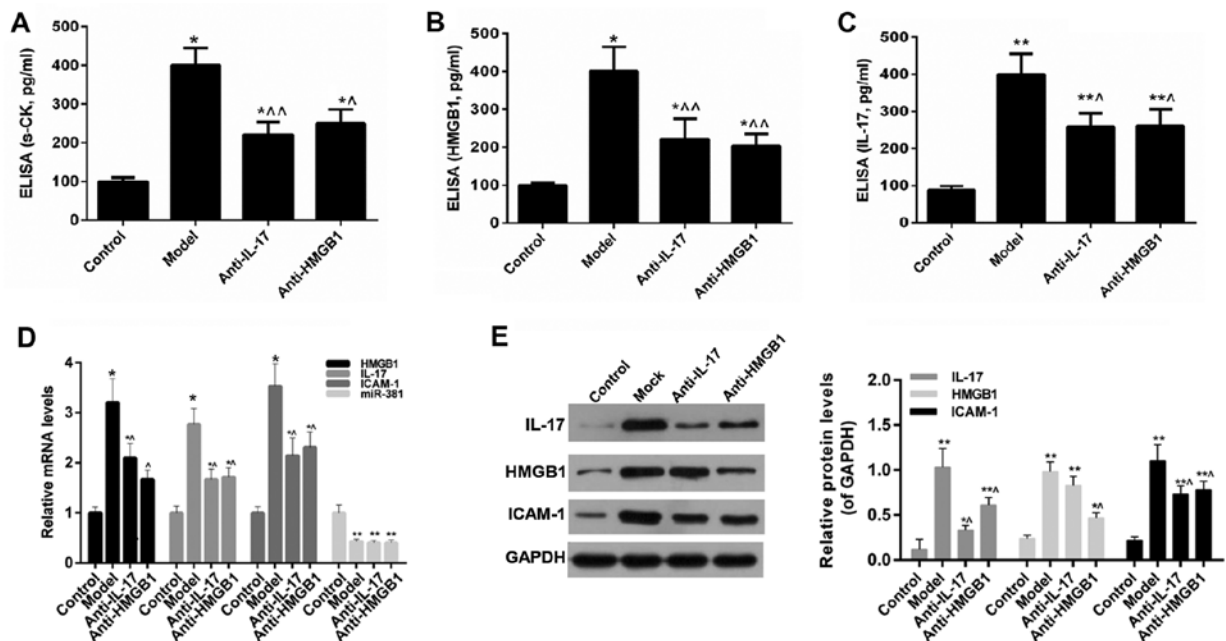 A
ELISA (s-CK, pg/ml)
500
400
300
200
100
0
*
*^^
*^
Control
Model
Anti-IL-17
Anti-HMGB1
B
ELISA (HMGB1, pg/ml)
600
400
200
0
*
*^^
*^^
Control
Model
Anti-IL-17
Anti-HMGB1
C
ELISA (IL-17, pg/ml)
500
400
300
200
100
0
**
**^
**^
Control
Model
Anti-IL-17
Anti-HMGB1
D
Relative mRNA levels
4
3
2
1
0
HMGB1
IL-17
ICAM-1
miR-381
*
*^
^
*
*^
*^
*
*^
*^
**
**
**
Control
Model
Anti-IL-17
Anti-HMGB1
Control
Model
Anti-IL-17
Anti-HMGB1
Control
Model
Anti-IL-17
Anti-HMGB1
Control
Model
Anti-IL-17
Anti-HMGB1
E
Control
Mock
Anti-IL-17
Anti-HMGB1
IL-17
HMGB1
ICAM-1
GAPDH
Relative protein levels
(of GAPDH)
2.0
1.5
1.0
0.5
0.0
IL-17
HMGB1
ICAM-1
**
*^
**^
**
**
*^
**
**^
**^
Control
Model
Anti-IL-17
Anti-HMGB1
Control
Model
Anti-IL-17
Anti-HMGB1
Control
Model
Anti-IL-17
Anti-HMGB1